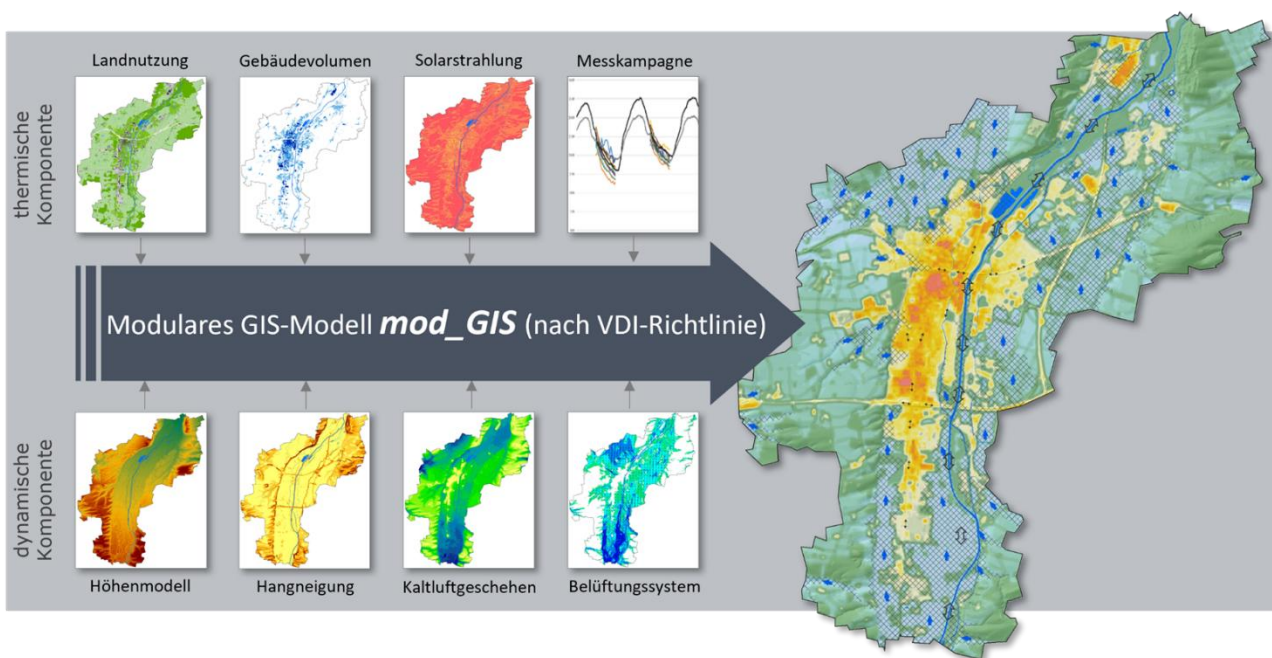 thermische
Komponente
Landnutzung
Gebäudevolumen
Solarstrahlung
Messkampagne
Modulares GIS-Modell mod_GIS (nach VDI-Richtlinie)
dynamische
Komponente
Höhenmodell
Hangneigung
Kaltluftgeschehen
Belüftungssystem